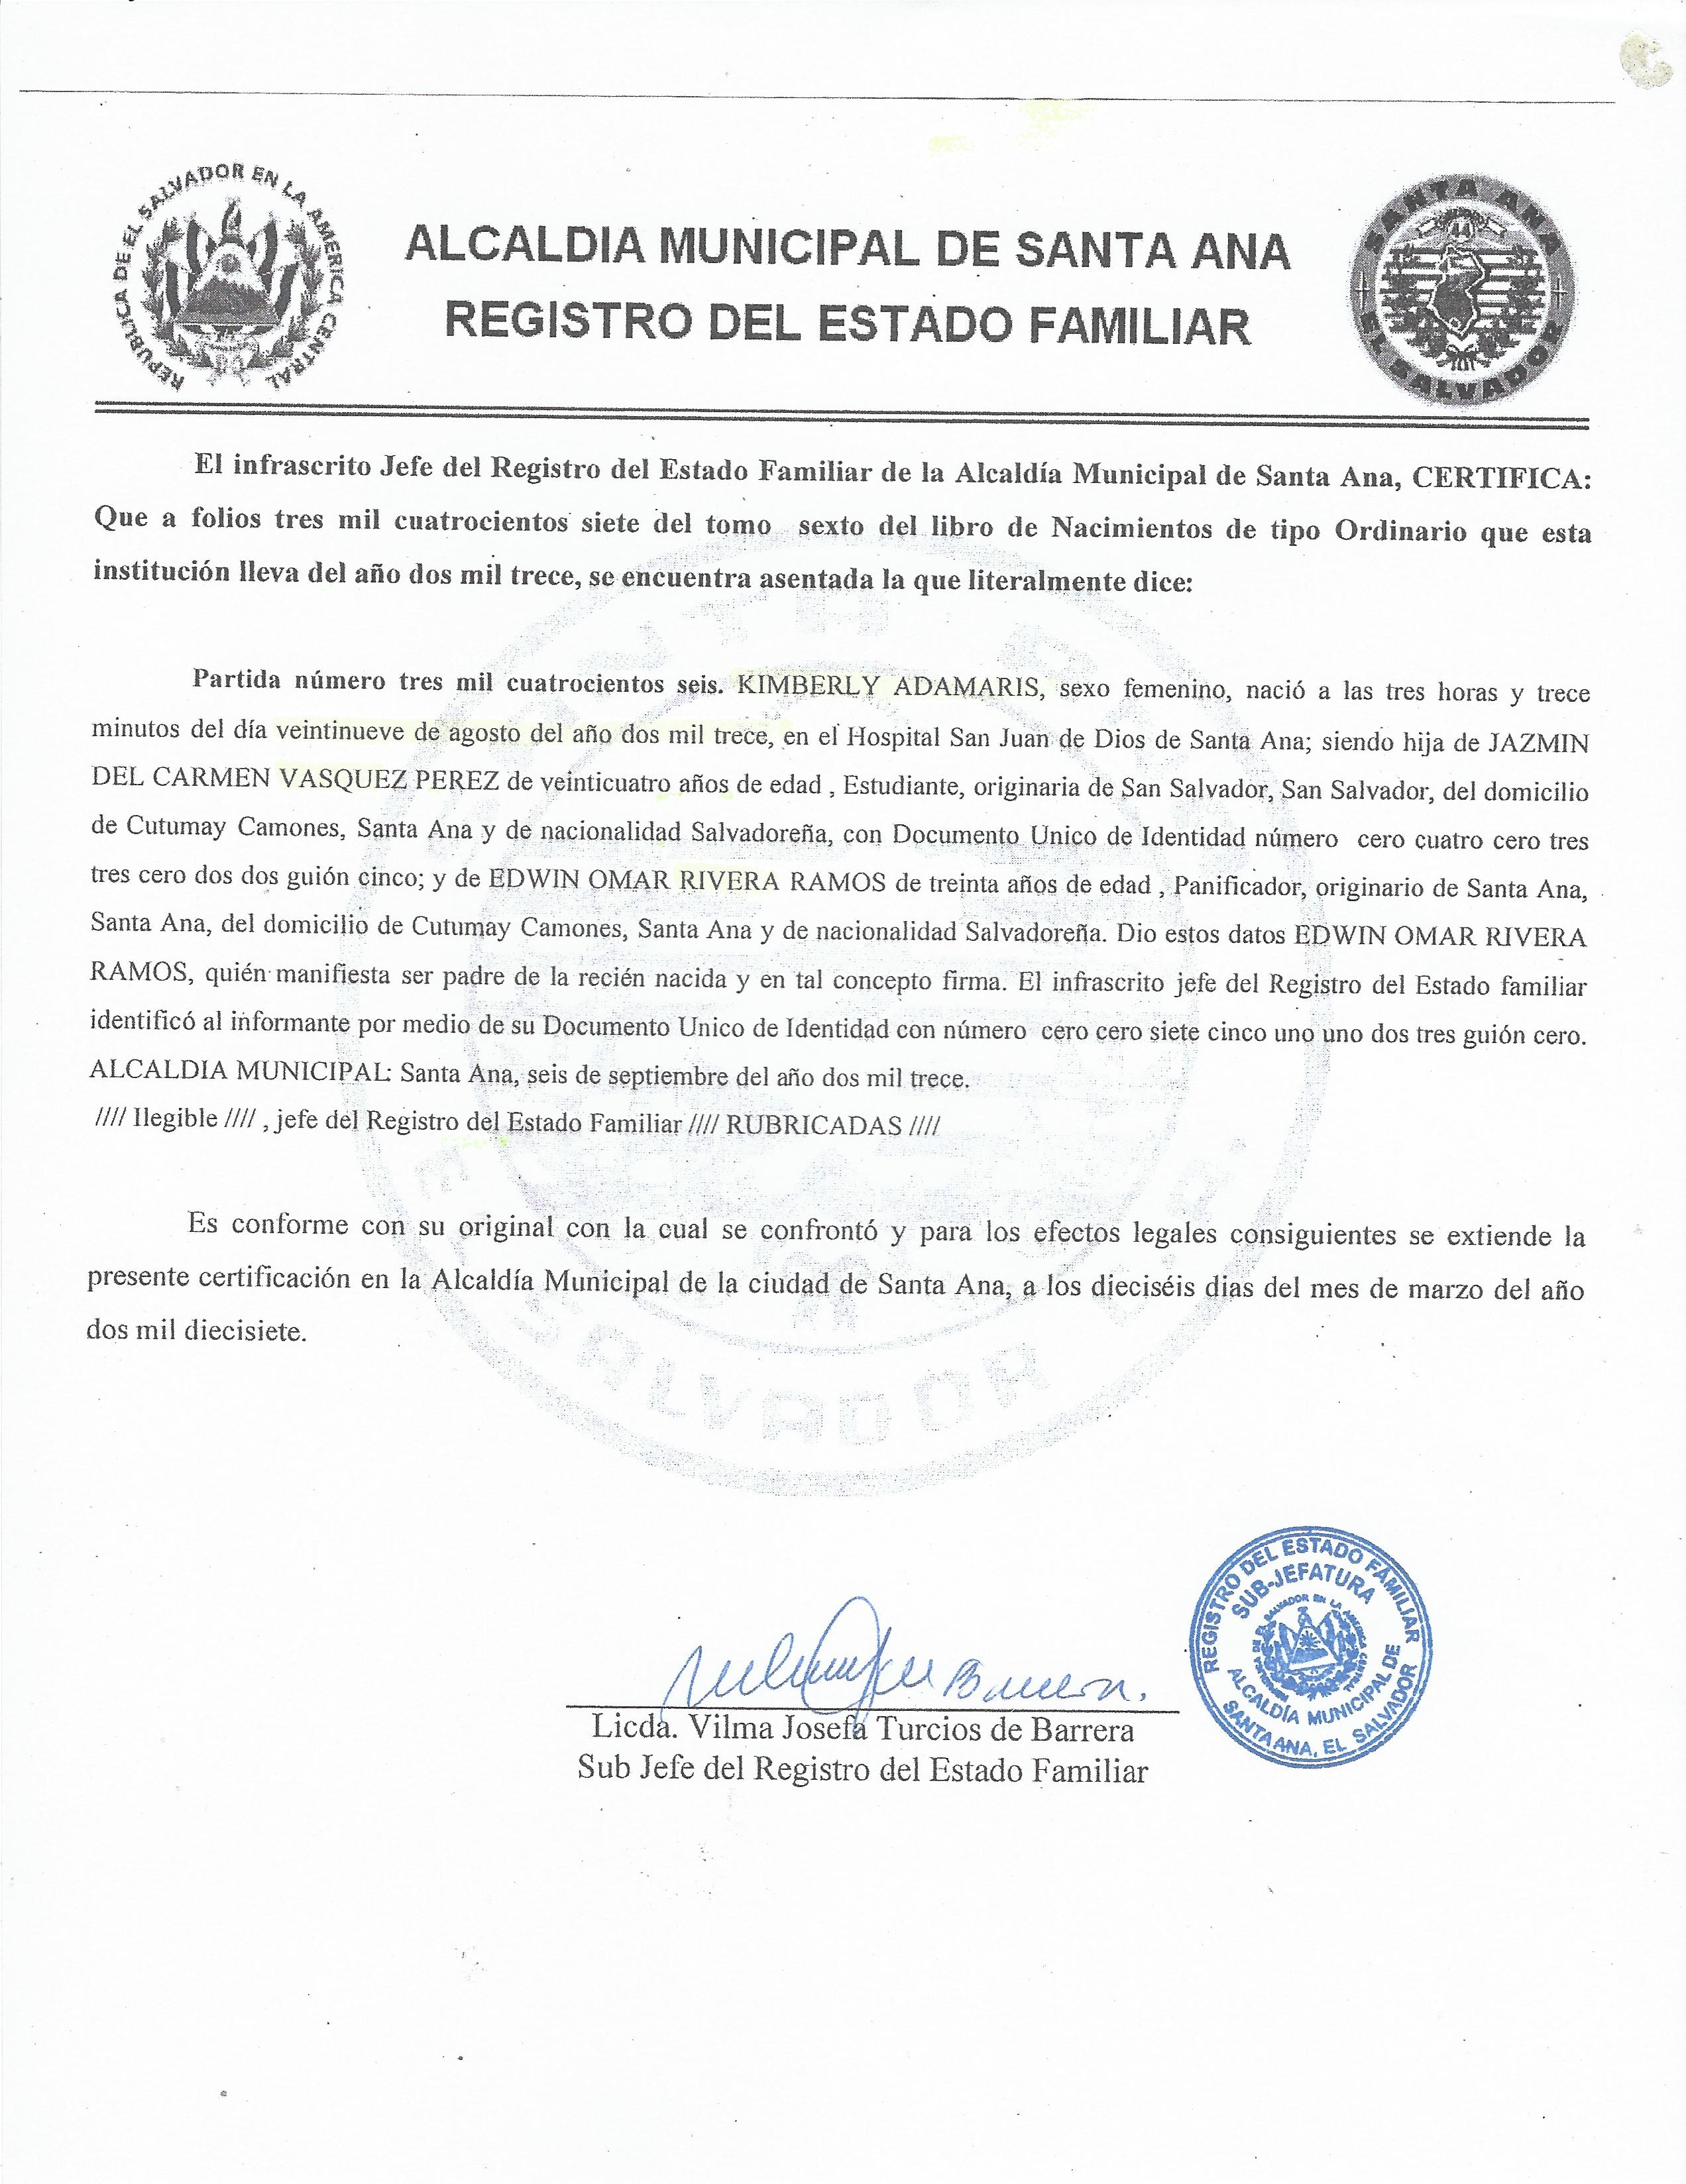 REPUBLICA DE EL SALVADOR EN LA AMERICA CENTRAL
ALCALDIA MUNICIPAL DE SANTA ANA
REGISTRO DEL ESTADO FAMILIAR
SANTA ANA
44
EL SALVADOR
El infrascrito Jefe del Registro del Estado Familiar de la Alcaldía Municipal de Santa Ana, CERTIFICA:
Que a folios tres mil cuatrocientos siete del tomo sexto del libro de Nacimientos de tipo Ordinario que esta
institución lleva del año dos mil trece, se encuentra asentada la que literalmente dice:
Partida número tres mil cuatrocientos seis. KIMBERLY ADAMARIS, sexo femenino, nació a las tres horas y trece
minutos del día veintinueve de agosto del año dos mil trece, en el Hospital San Juan de Dios de Santa Ana; siendo hija de JAZMIN
DEL CARMEN VASQUEZ PEREZ de veinticuatro años de edad , Estudiante, originaria de San Salvador, San Salvador, del domicilio
de Cutumay Camones, Santa Ana y de nacionalidad Salvadoreña, con Documento Unico de Identidad número cero cuatro cero tres
tres cero dos dos guión cinco; y de EDWIN OMAR RIVERA RAMOS de treinta años de edad , Panificador, originario de Santa Ana,
Santa Ana, del domicilio de Cutumay Camones, Santa Ana y de nacionalidad Salvadoreña. Dio estos datos EDWIN OMAR RIVERA
RAMOS, quién manifiesta ser padre de la recién nacida y en tal concepto firma. El infrascrito jefe del Registro del Estado familiar
identificó al informante por medio de su Documento Unico de Identidad con número cero cero siete cinco uno uno dos tres guión cero.
ALCALDIA MUNICIPAL: Santa Ana, seis de septiembre del año dos mil trece.
//// Ilegible //// , jefe del Registro del Estado Familiar //// RUBRICADAS ////
Es conforme con su original con la cual se confrontó y para los efectos legales consiguientes se extiende la
presente certificación en la Alcaldía Municipal de la ciudad de Santa Ana, a los dieciséis dias del mes de marzo del año
dos mil diecisiete.
SALVADOR
REGISTRO DEL ESTADO FAMILIAR
SUB-JEFATURA
ALCALDÍA MUNICIPAL DE
SANTA ANA, EL SALVADOR
Licda. Vilma Josefa Turcios de Barrera
Sub Jefe del Registro del Estado Familiar